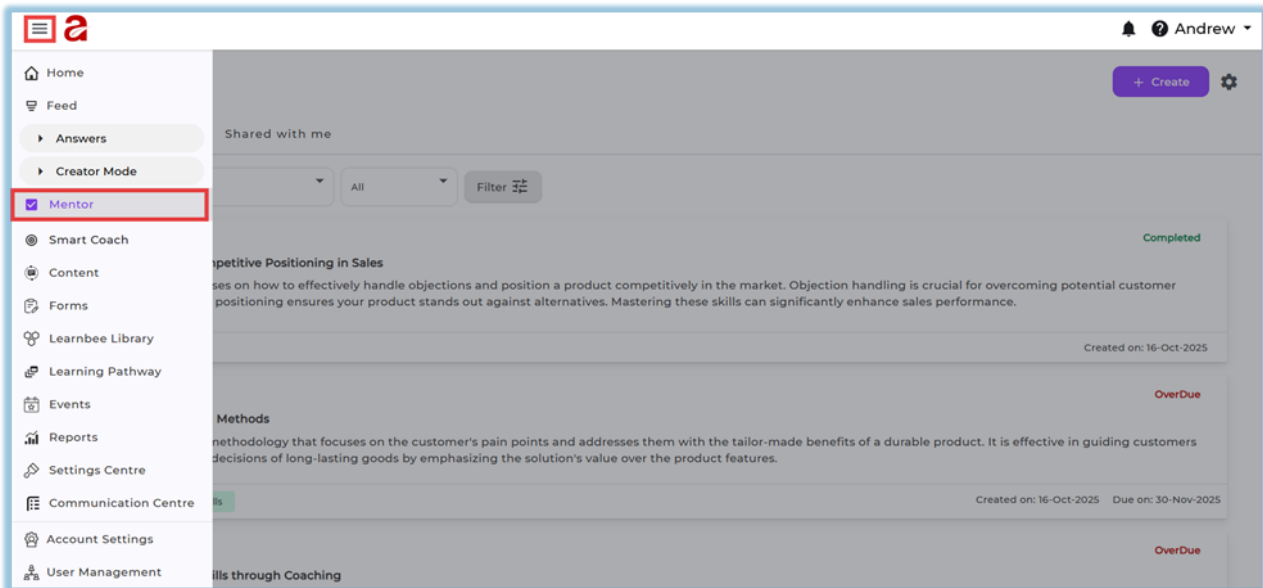 a
Andrew
Home
Feed
Answers
Creator Mode
Mentor
Smart Coach
Content
Forms
Learnbee Library
Learning Pathway
Events
Reports
Settings Centre
Communication Centre
Account Settings
User Management
+ Create
Shared with me
All
Filter
Completed
Positioning in Sales
on how to effectively handle objections and position a product competitively in the market. Objection handling is crucial for overcoming potential customer
positioning ensures your product stands out against alternatives. Mastering these skills can significantly enhance sales performance.
Created on: 16-Oct-2025
OverDue
Methods
methodology that focuses on the customer's pain points and addresses them with the tailor-made benefits of a durable product. It is effective in guiding customers
decisions of long-lasting goods by emphasizing the solution's value over the product features.
Created on: 16-Oct-2025 Due on: 30-Nov-2025
OverDue
through Coaching